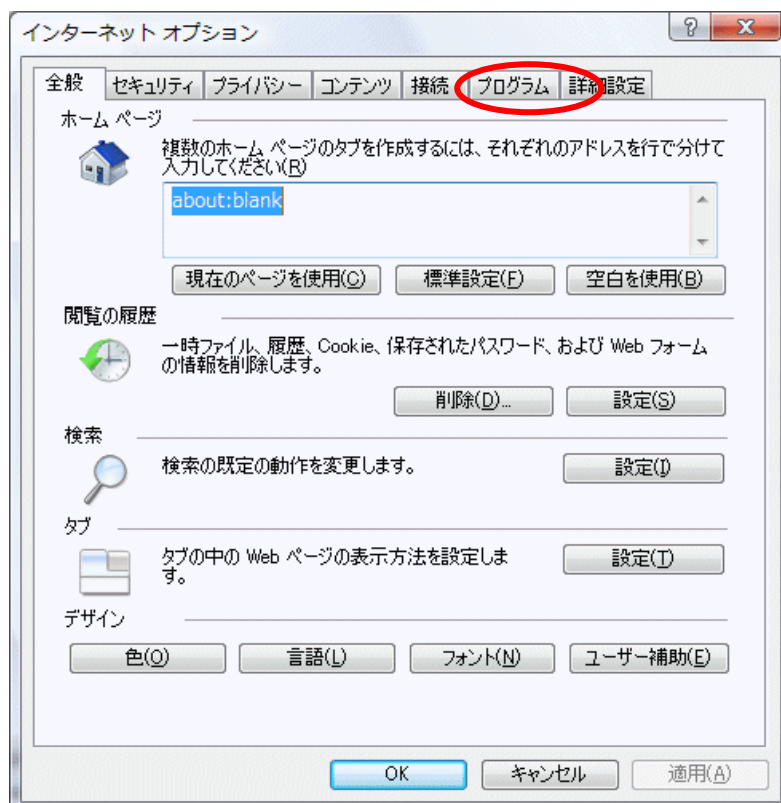 インターネット オプション
全般 セキュリティ プライバシー コンテンツ 接続 プログラム 詳細設定
ホーム ページ
複数のホーム ページのタブを作成するには、それぞれのアドレスを行で分けて
入力してください(R)
about:blank
現在のページを使用(C) 標準設定(F) 空白を使用(B)
閲覧の履歴
一時ファイル、履歴、Cookie、保存されたパスワード、および Web フォーム
の情報を削除します。
削除(D)... 設定(S)
検索
検索の既定の動作を変更します。 設定(I)
タブ
タブの中の Web ページの表示方法を設定しま
す。
設定(T)
デザイン
色(O) 言語(L) フォント(N) ユーザー補助(E)
OK キャンセル 適用(A)